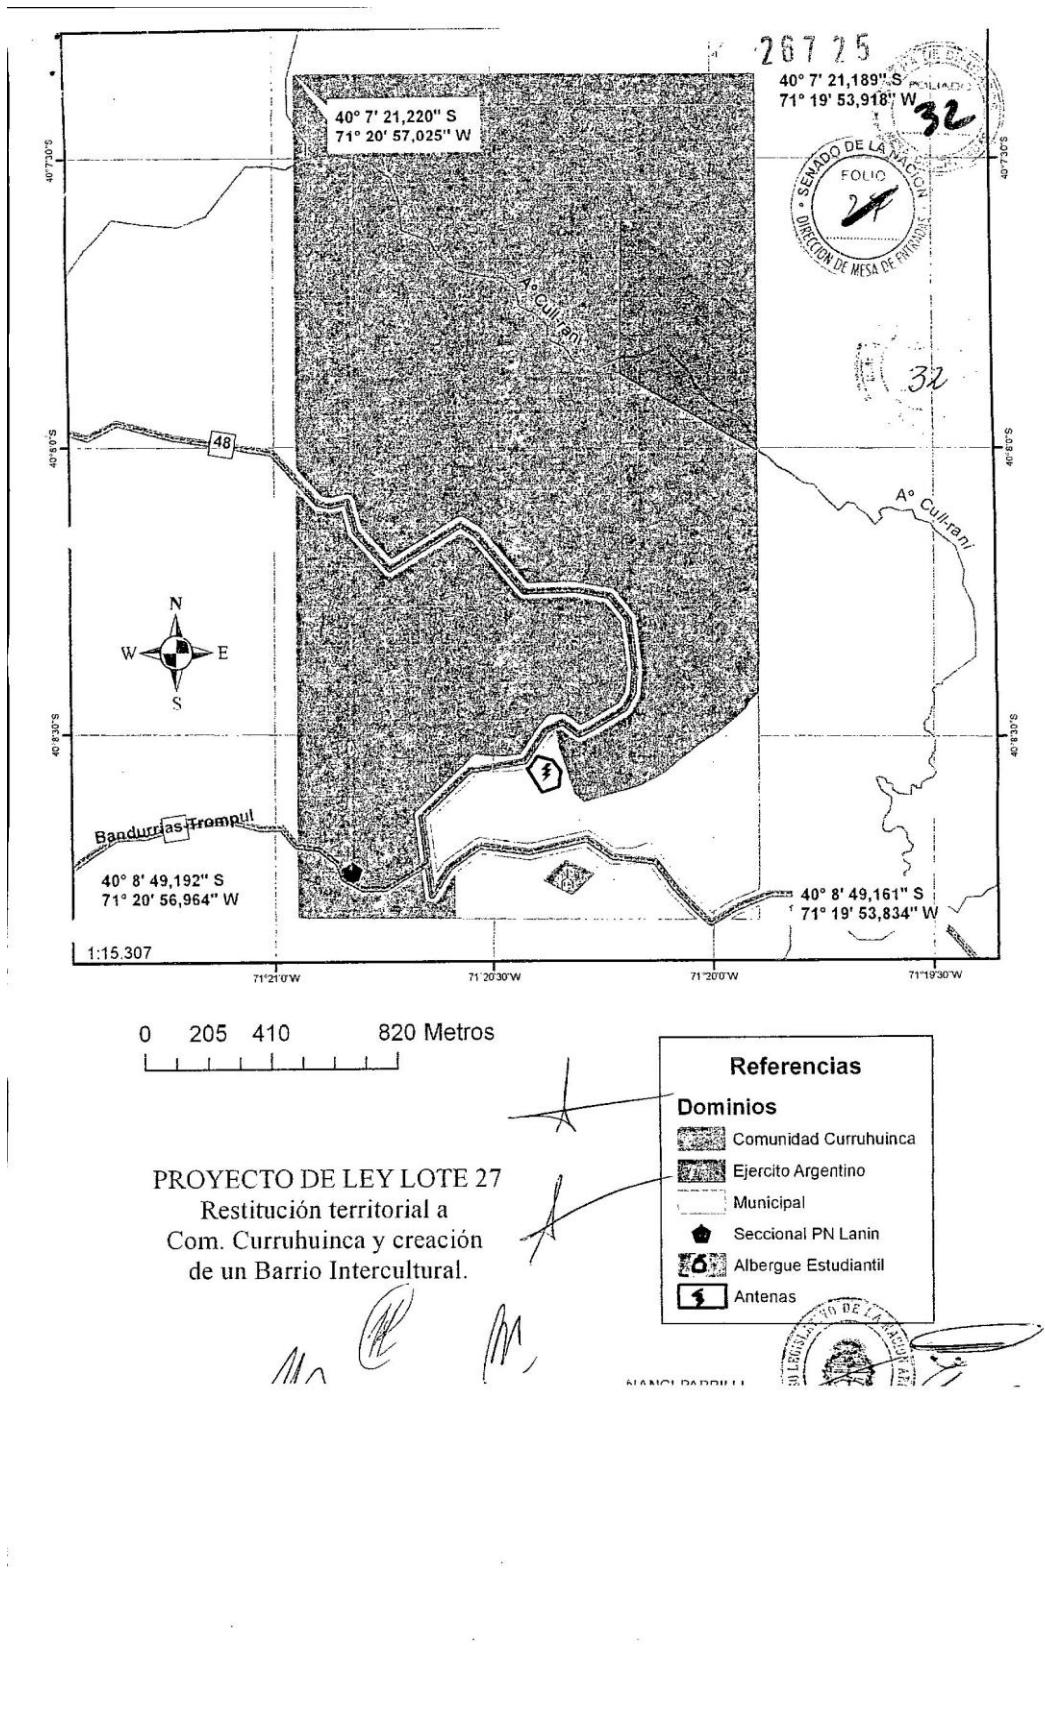 26725
40° 7' 21,189" S
71° 19' 53,918" W
FOLIADO
32
40° 7' 21,220" S
71° 20' 57,025" W
SENADO DE LA NACION
FOLIO
27
DIRECCION DE MESA DE ENTRADAS
40°7'30"S
40°7'30"S
A° Cull-rani
32
48
40°8'0"S
40°8'0"S
A° Cull-rani
N
W
E
S
40°8'30"S
40°8'30"S
Bandurrias-Trompul
40° 8' 49,192" S
71° 20' 56,964" W
40° 8' 49,161" S
71° 19' 53,834" W
1:15.307
71°21'0"W
71°20'30"W
71°20'0"W
71°19'30"W
0 205 410 820 Metros
Referencias
Dominios
Comunidad Curruhuinca
Ejercito Argentino
Municipal
Seccional PN Lanin
Albergue Estudiantil
Antenas
PROYECTO DE LEY LOTE 27
Restitución territorial a
Com. Curruhuinca y creación
de un Barrio Intercultural.
NANCI PARRILLI